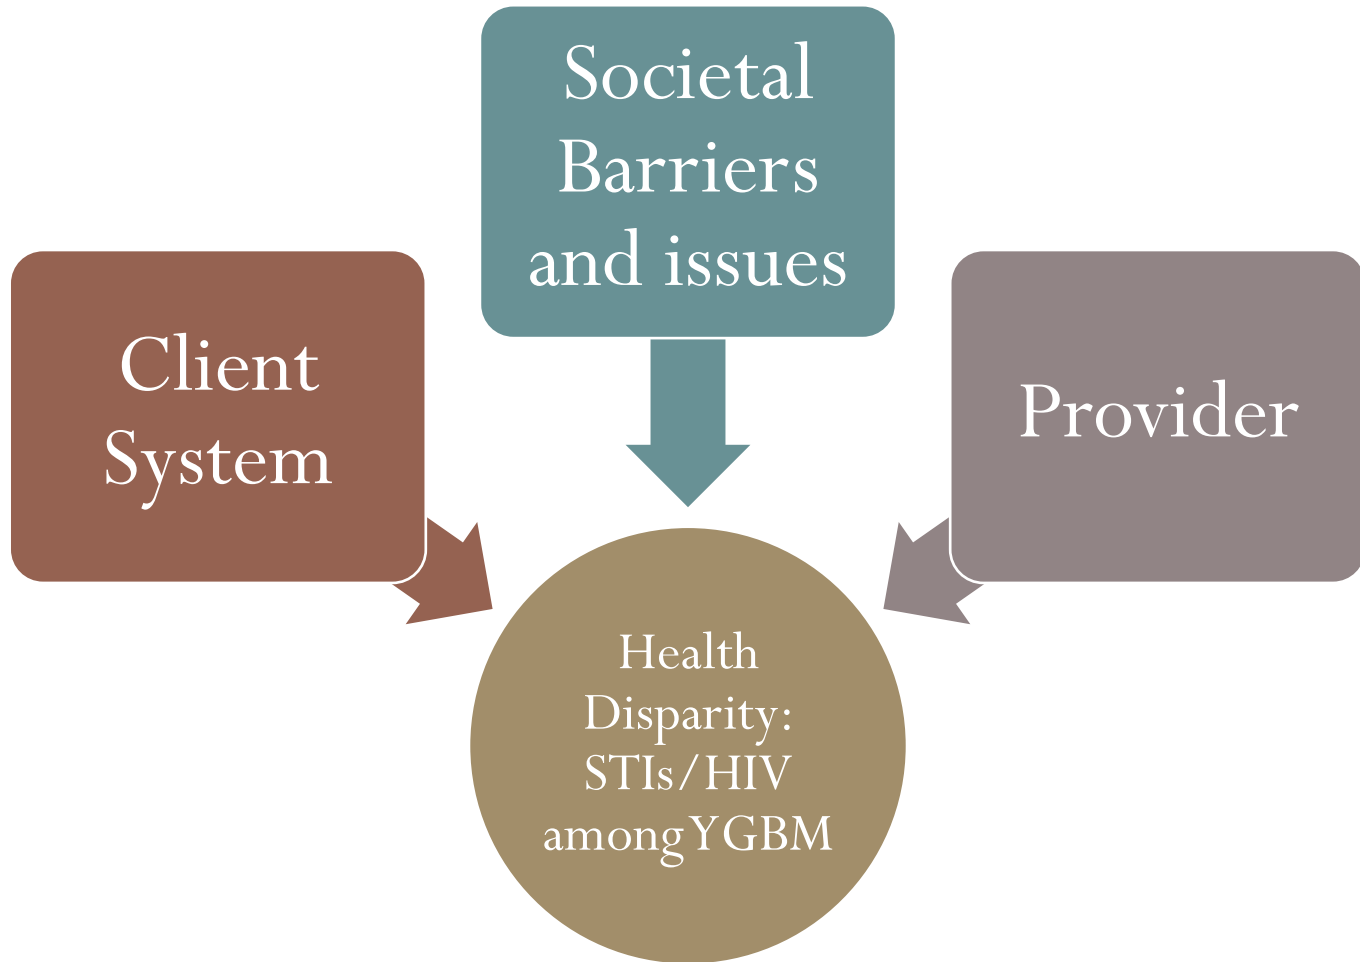 Societal
Barriers
and issues
Client
System
Provider
Health
Disparity:
STIs/HIV
among YGBM